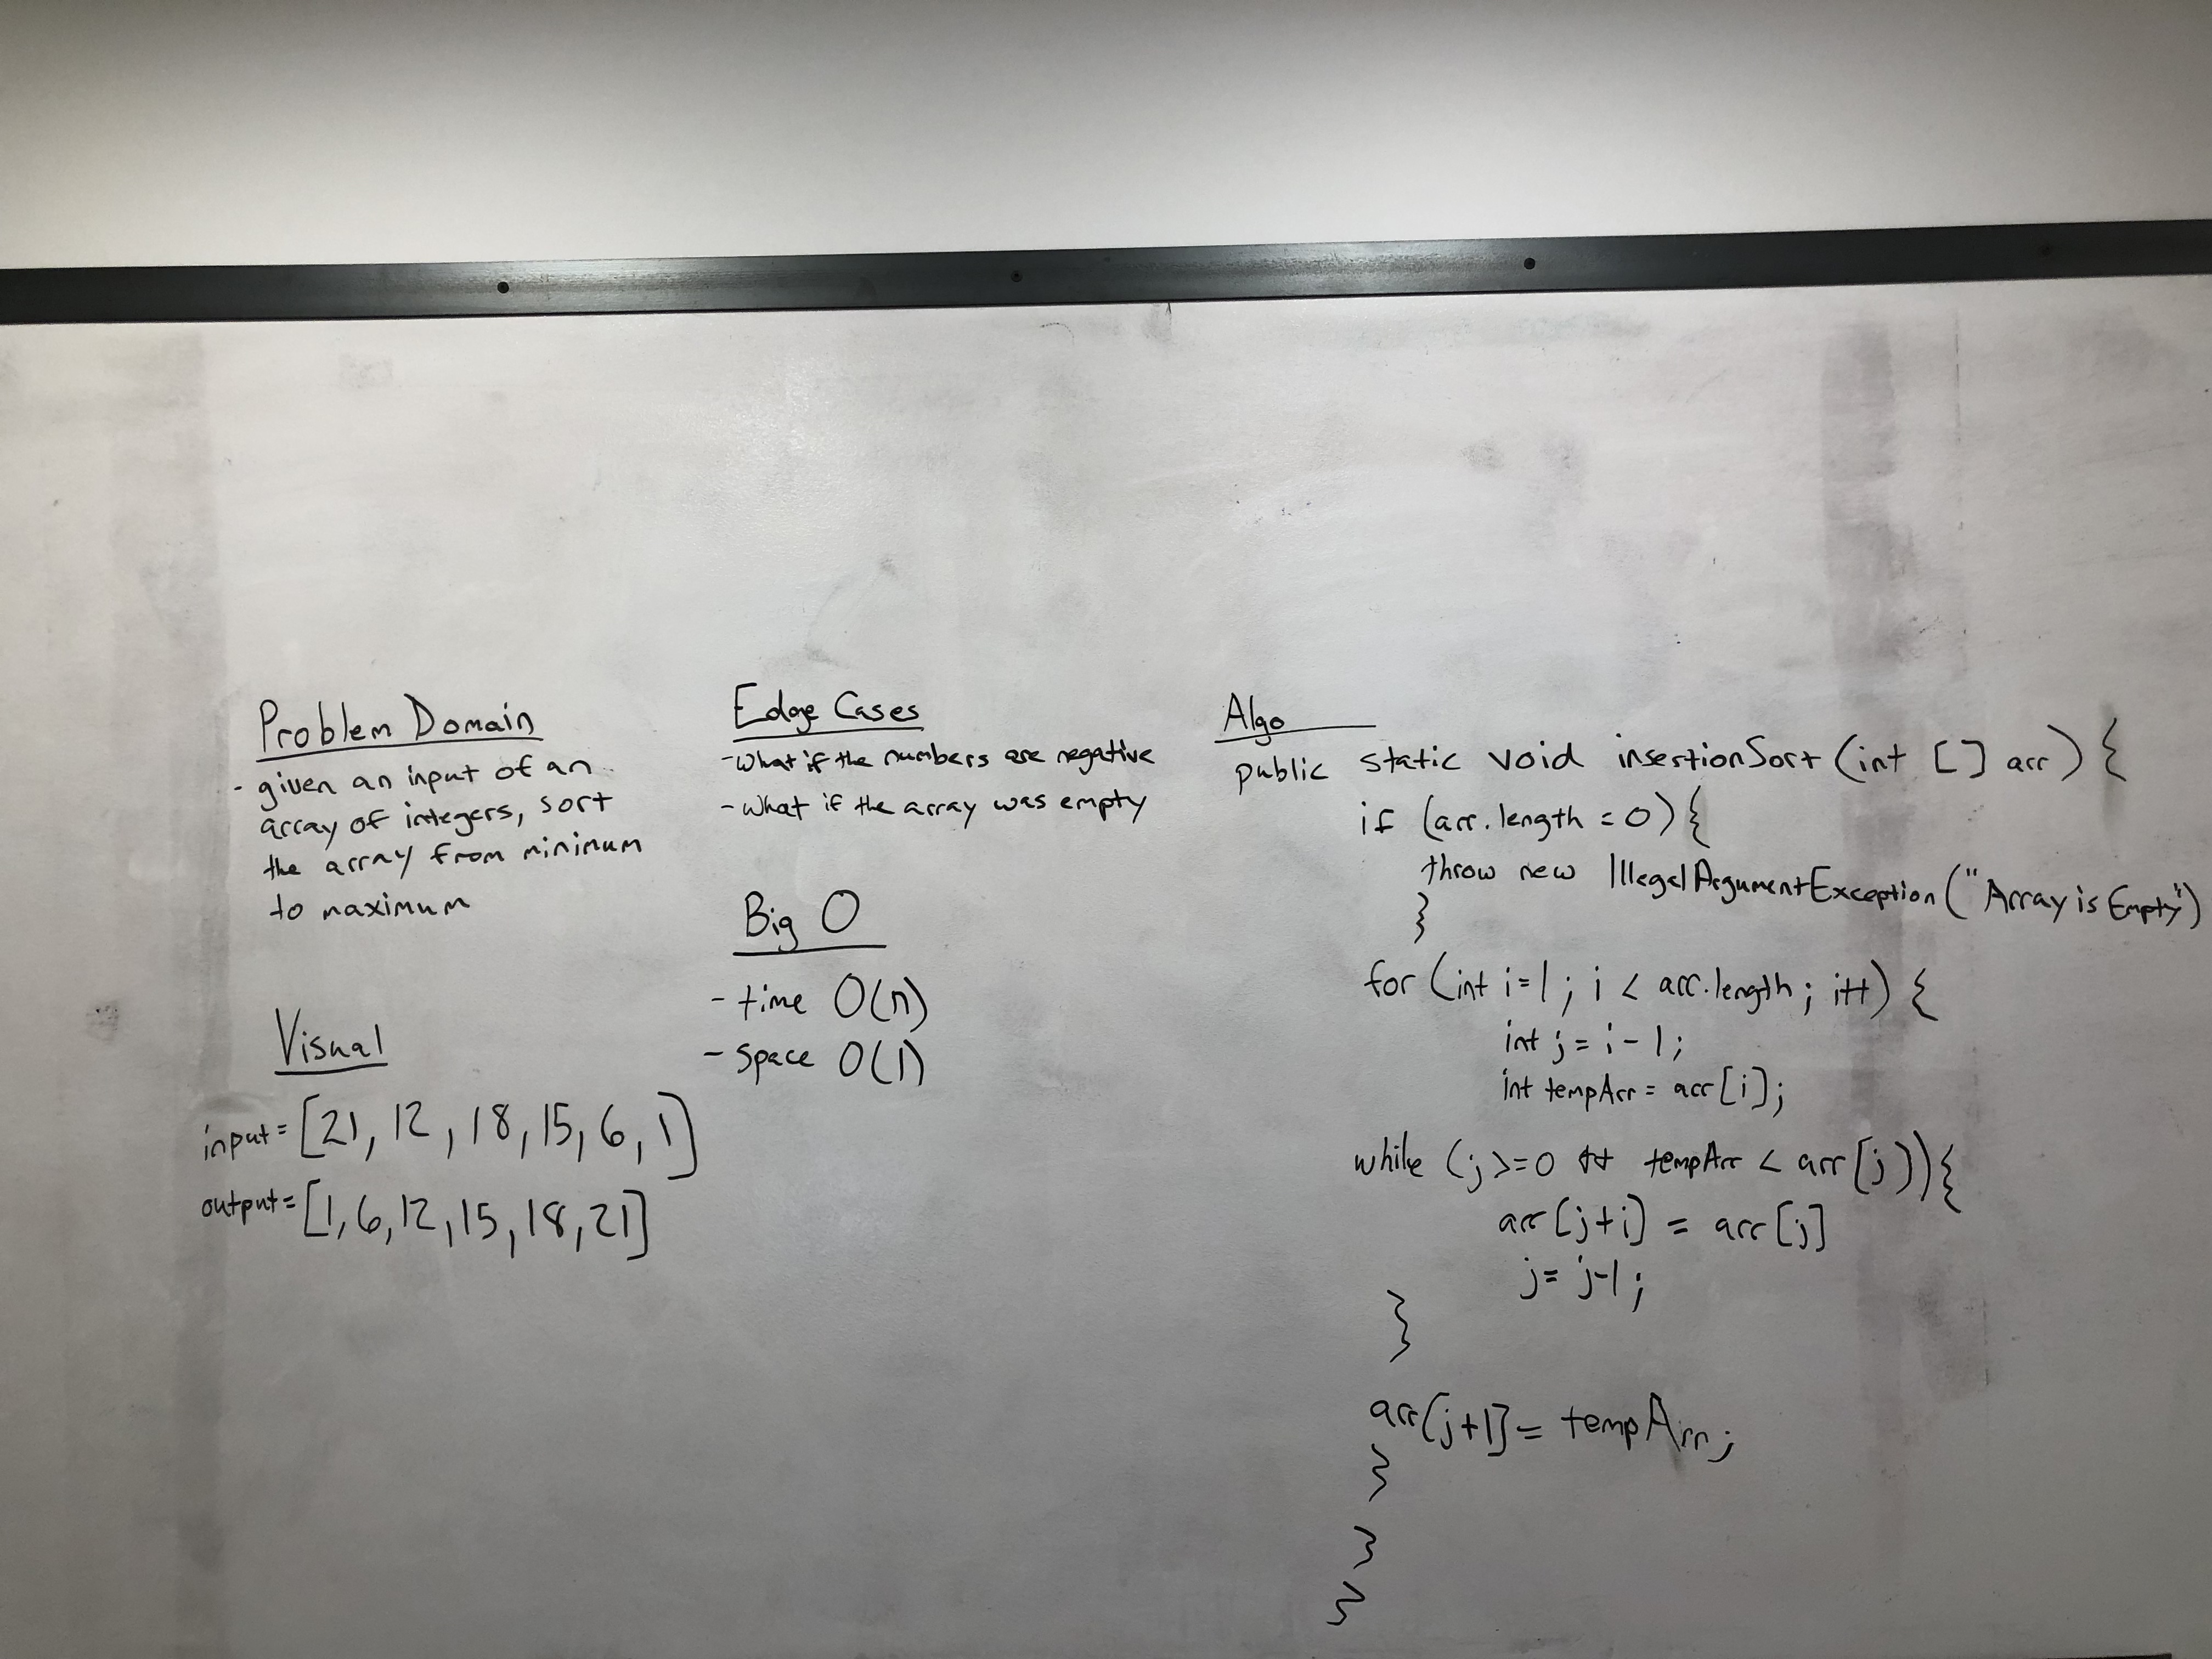 Problem Domain
- given an input of an
array of integers, sort
the array from minimum
to maximum
Visual
input = [21, 12, 18, 15, 6, 1]
output = [1, 6, 12, 15, 18, 21]
Edge Cases
- What if the numbers are negative
- What if the array was empty
Big O
- time O(n)
- space O(1)
Algo
public static void insertionSort (int [] arr) {
if (arr.length = 0) {
throw new IllegalArgumentException ("Array is Empty")
}
for (int i=1; i < arr.length; i++) {
int j = i - 1;
int tempArr = arr[i];
while (j >= 0 && tempArr < arr[j]) {
arr[j+i] = arr[j]
j = j-1;
}
arr[j+1] = tempArr;
}
}
}